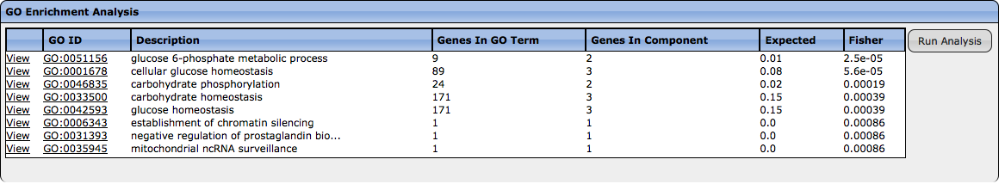 GO Enrichment Analysis
GO ID Description Genes In GO Term Genes In Component Expected Fisher Run Analysis
View GO:0051156 glucose 6-phosphate metabolic process 9 2 0.01 2.5e-05
View GO:0001678 cellular glucose homeostasis 89 3 0.08 5.6e-05
View GO:0046835 carbohydrate phosphorylation 24 2 0.02 0.00019
View GO:0033500 carbohydrate homeostasis 171 3 0.15 0.00039
View GO:0042593 glucose homeostasis 171 3 0.15 0.00039
View GO:0006343 establishment of chromatin silencing 1 1 0.0 0.00086
View GO:0031393 negative regulation of prostaglandin bio... 1 1 0.0 0.00086
View GO:0035945 mitochondrial ncRNA surveillance 1 1 0.0 0.00086